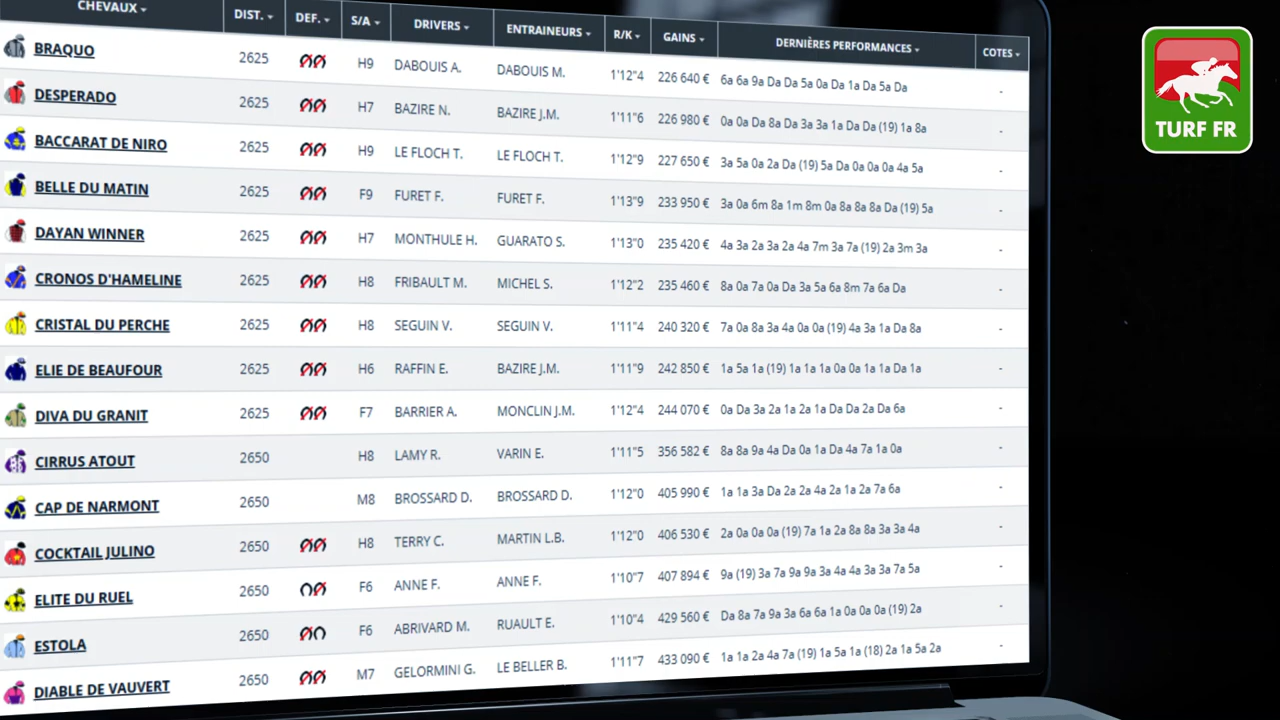 CHEVAUX DIST. DEF. S/A DRIVERS ENTRAINEURS R/K GAINS DERNIÈRES PERFORMANCES COTES
BRAQUO 2625 H9 DABOUIS A. DABOUIS M. 1'12"4 226 640 € 6a 6a 9a Da Da 5a 0a Da 1a Da 5a Da -
DESPERADO 2625 H7 BAZIRE N. BAZIRE J.M. 1'11"6 226 980 € 0a 0a Da 8a Da 3a 3a 1a Da Da (19) 1a 8a -
BACCARAT DE NIRO 2625 H9 LE FLOCH T. LE FLOCH T. 1'12"9 227 650 € 3a 5a 0a 2a Da (19) 5a Da 0a 0a 0a 4a 5a -
BELLE DU MATIN 2625 F9 FURET F. FURET F. 1'13"9 233 950 € 3a 0a 6m 8a 1m 8m 0a 8a 8a 8a Da (19) 5a -
DAYAN WINNER 2625 H7 MONTHULE H. GUARATO S. 1'13"0 235 420 € 4a 3a 2a 3a 2a 4a 7m 3a 7a (19) 2a 3m 3a -
CRONOS D'HAMELINE 2625 H8 FRIBAULT M. MICHEL S. 1'12"2 235 460 € 8a 0a 7a 0a Da 3a 5a 6a 8m 7a 6a Da -
CRISTAL DU PERCHE 2625 H8 SEGUIN V. SEGUIN V. 1'11"4 240 320 € 7a 0a 8a 3a 4a 0a 0a (19) 4a 3a 1a Da 8a -
ELIE DE BEAUFOUR 2625 H6 RAFFIN E. BAZIRE J.M. 1'11"9 242 850 € 1a 5a 1a (19) 1a 1a 1a 0a 0a 1a 1a Da 1a -
DIVA DU GRANIT 2625 F7 BARRIER A. MONCLIN J.M. 1'12"4 244 070 € 0a Da 3a 2a 1a 2a 1a Da Da 2a Da 6a -
CIRRUS ATOUT 2650 H8 LAMY R. VARIN E. 1'11"5 356 582 € 8a 8a 9a 4a Da 0a 1a Da 4a 7a 1a 0a -
CAP DE NARMONT 2650 M8 BROSSARD D. BROSSARD D. 1'12"0 405 990 € 1a 1a 3a Da 2a 2a 4a 2a 1a 2a 7a 6a -
COCKTAIL JULINO 2650 H8 TERRY C. MARTIN L.B. 1'12"0 406 530 € 2a 0a 0a 0a (19) 7a 1a 2a 8a 8a 3a 3a 4a -
ELITE DU RUEL 2650 F6 ANNE F. ANNE F. 1'10"7 407 894 € 9a (19) 3a 7a 9a 9a 3a 4a 4a 3a 3a 7a 5a -
ESTOLA 2650 F6 ABRIVARD M. RUAULT E. 1'10"4 429 560 € Da 8a 7a 9a 3a 6a 6a 1a 0a 0a 0a (19) 2a -
DIABLE DE VAUVERT 2650 M7 GELORMINI G. LE BELLER B. 1'11"7 433 090 € 1a 1a 2a 4a 7a (19) 1a 5a 1a (18) 2a 1a 5a 2a -
TURF FR